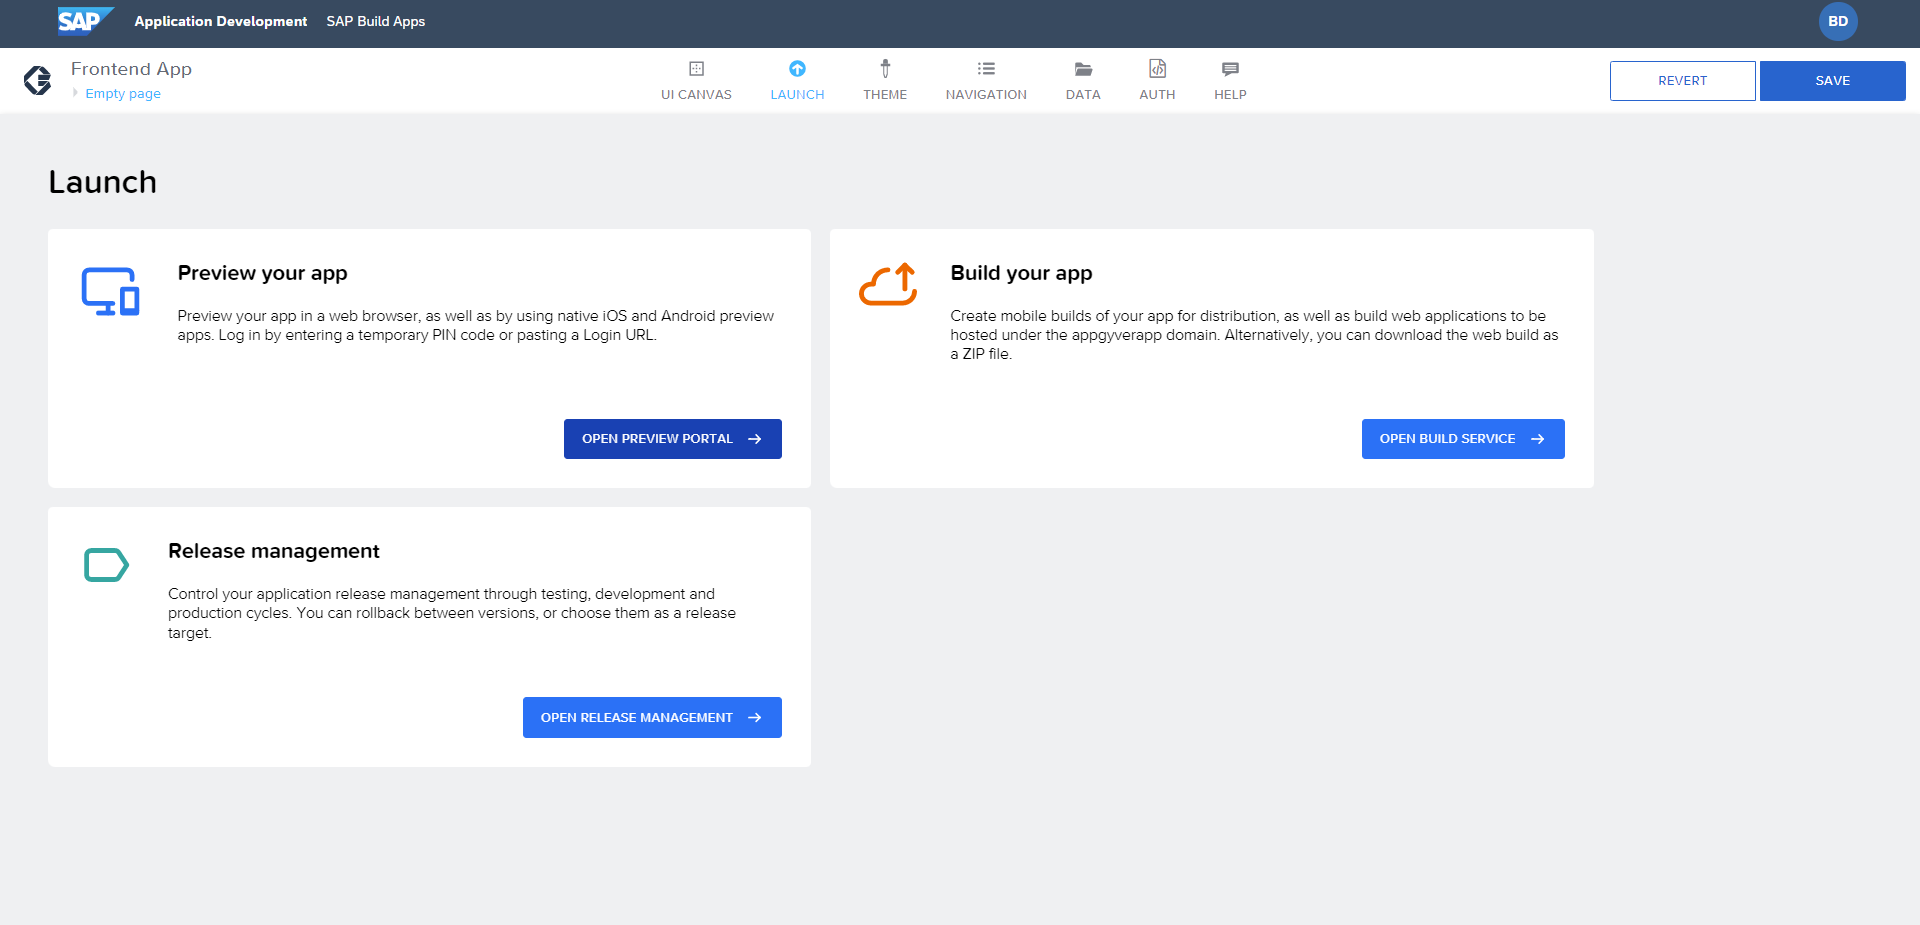 SAP Application Development SAP Build Apps BD
Frontend App
Empty page
UI CANVAS LAUNCH THEME NAVIGATION DATA AUTH HELP
REVERT SAVE
Launch
Preview your app
Preview your app in a web browser, as well as by using native iOS and Android preview
apps. Log in by entering a temporary PIN code or pasting a Login URL.
OPEN PREVIEW PORTAL
Build your app
Create mobile builds of your app for distribution, as well as build web applications to be
hosted under the appgyverapp domain. Alternatively, you can download the web build as
a ZIP file.
OPEN BUILD SERVICE
Release management
Control your application release management through testing, development and
production cycles. You can rollback between versions, or choose them as a release
target.
OPEN RELEASE MANAGEMENT